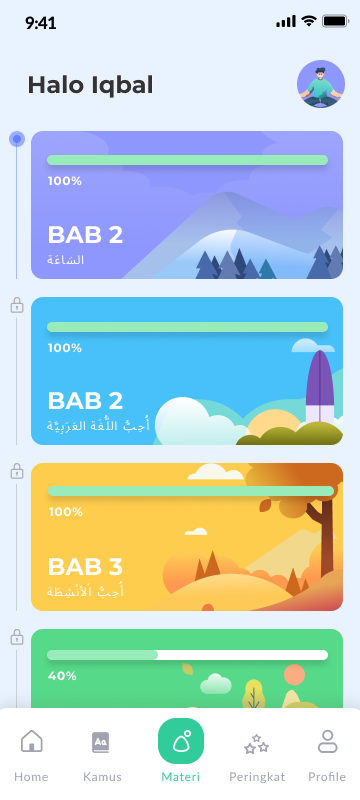 9:41
Halo Iqbal
100%
BAB 2
السَّاعَة
100%
BAB 2
أُحِبُّ اللُّغَة العَرَبِيَّة
100%
BAB 3
أُحِبُّ الأَنْشِطَة
40%
Aa
Home
Kamus
Materi
Peringkat
Profile